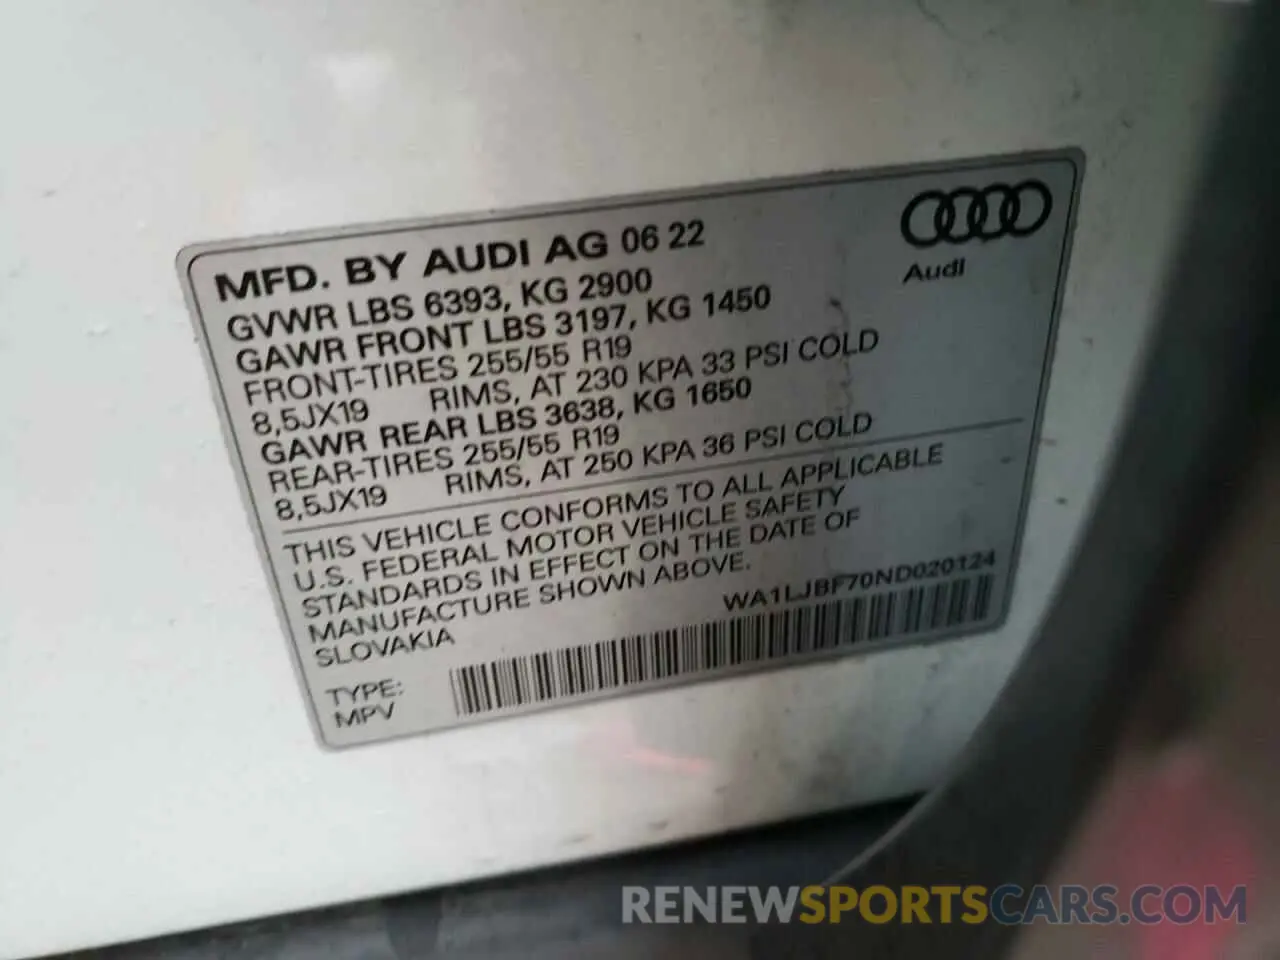 MFD. BY AUDI AG 06 22
GVWR LBS 6393, KG 2900
GAWR FRONT LBS 3197, KG 1450
FRONT-TIRES 255/55 R19
8,5JX19 RIMS, AT 230 KPA 33 PSI COLD
GAWR REAR LBS 3638, KG 1650
REAR-TIRES 255/55 R19
8,5JX19 RIMS, AT 250 KPA 36 PSI COLD
Audi
THIS VEHICLE CONFORMS TO ALL APPLICABLE
U.S. FEDERAL MOTOR VEHICLE SAFETY
STANDARDS IN EFFECT ON THE DATE OF
MANUFACTURE SHOWN ABOVE.
SLOVAKIA
WA1LJBF70ND020124
TYPE:
MPV
RENEWSPORTSCARS.COM